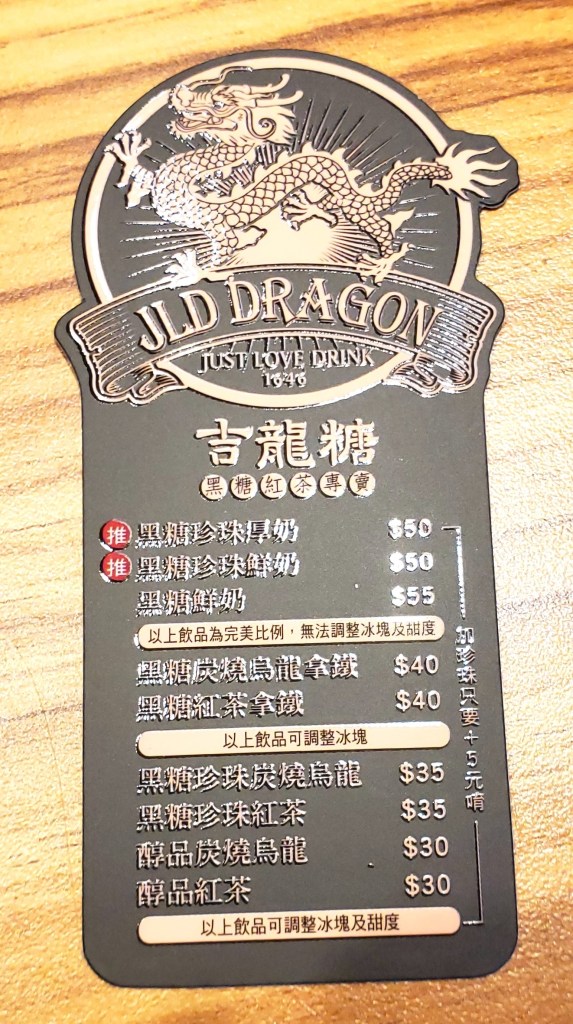 JLD DRAGON
JUST LOVE DRINK
1646
吉龍糖
黑糖紅茶專賣
推 黑糖珍珠厚奶 $50
推 黑糖珍珠鮮奶 $50
黑糖鮮奶 $55
以上飲品為完美比例，無法調整冰塊及甜度
黑糖炭燒烏龍拿鐵 $40
黑糖紅茶拿鐵 $40
以上飲品可調整冰塊
黑糖珍珠炭燒烏龍 $35
黑糖珍珠紅茶 $35
醇品炭燒烏龍 $30
醇品紅茶 $30
以上飲品可調整冰塊及甜度
加珍珠只要+5元唷